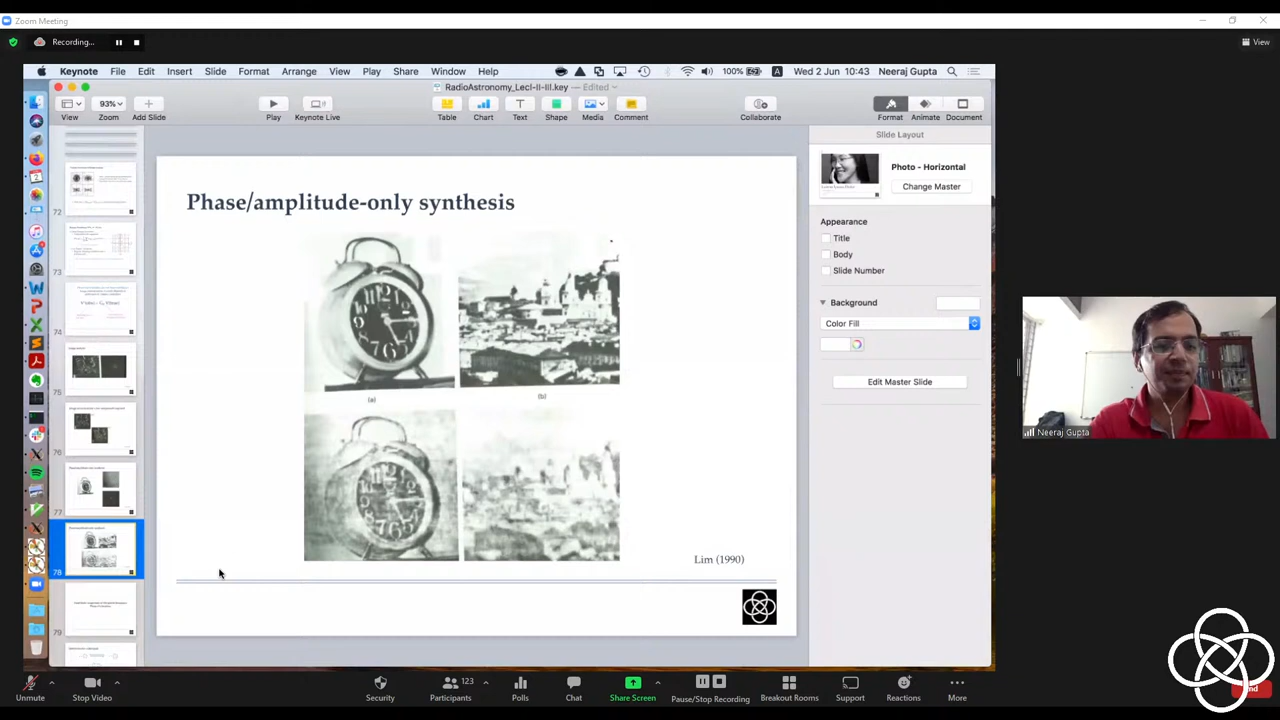 Zoom Meeting
Recording...
View
Keynote File Edit Insert Slide Format Arrange View Play Share Window Help
100% Wed 2 Jun 10:43 Neeraj Gupta
RadioAstronomy_LecI-II-III.key — Edited
93%
View Zoom Add Slide Play Keynote Live Table Chart Text Shape Media Comment Collaborate Format Animate Document
Slide Layout
Photo - Horizontal
Change Master
Appearance
Title
Body
Slide Number
Background
Color Fill
Edit Master Slide
72
73
74
75
76
77
78
79
Phase/amplitude-only synthesis
(a)
(b)
Lim (1990)
Neeraj Gupta
Unmute Stop Video Security Participants 123 Polls Chat Share Screen Pause/Stop Recording Breakout Rooms Support Reactions More